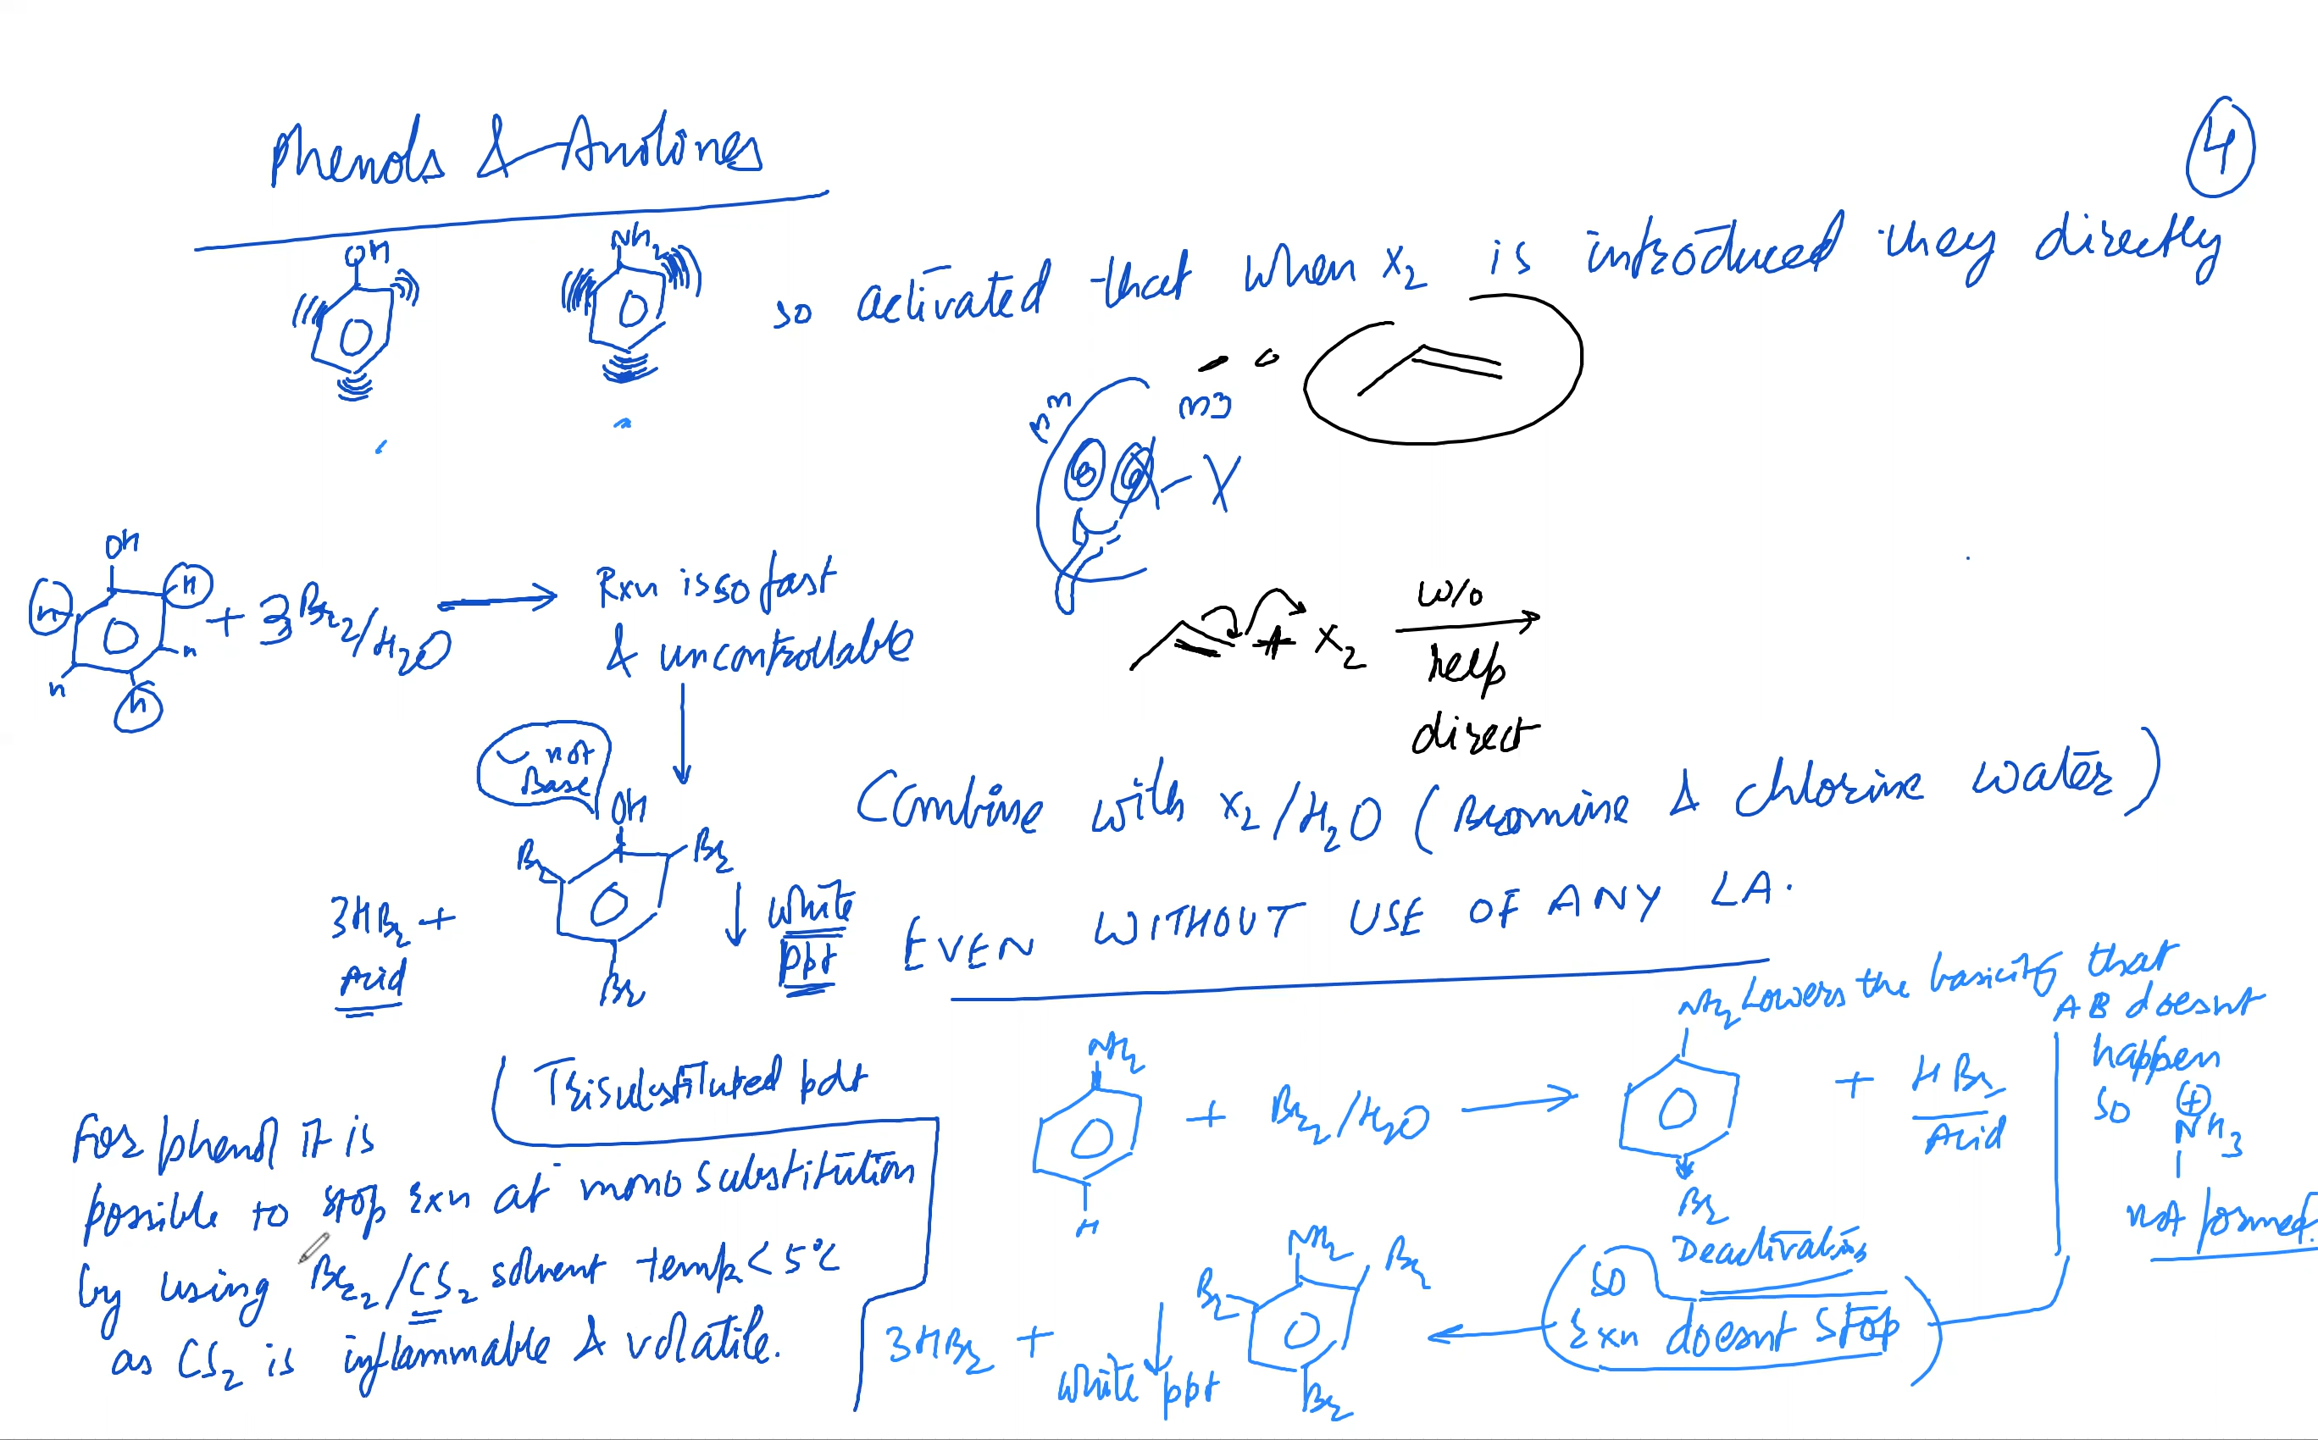 Phenols & Anilines
4
OH
NH2
so activated that when X2 is introduced they directly
X-X
OH
H
H
H
H
H
+ 3Br2/H2O → Rxn is so fast
& uncontrollable
+ X2
w/o
help
direct
not
Base
OH
Br
Br
Br
3HBr +
Acid
↓ white
ppt
Combine with X2/H2O (Bromine & chlorine water)
EVEN WITHOUT USE OF ANY LA.
Trisubstituted pdt
For phenol it is
possible to stop rxn at mono substitution
by using Br2/CS2 solvent temp < 5°C
as CS2 is inflammable & volatile.
NH2
H
+ Br2/H2O →
NH2
Br
+ HBr
Acid
Lowers the basicity that
AB doesnt
happen
so ⊕
NH3
not formed.
Deactivation
(so
rxn doesnt stop)
←
NH2
Br
Br
Br
3HBr +
↓
white ppt